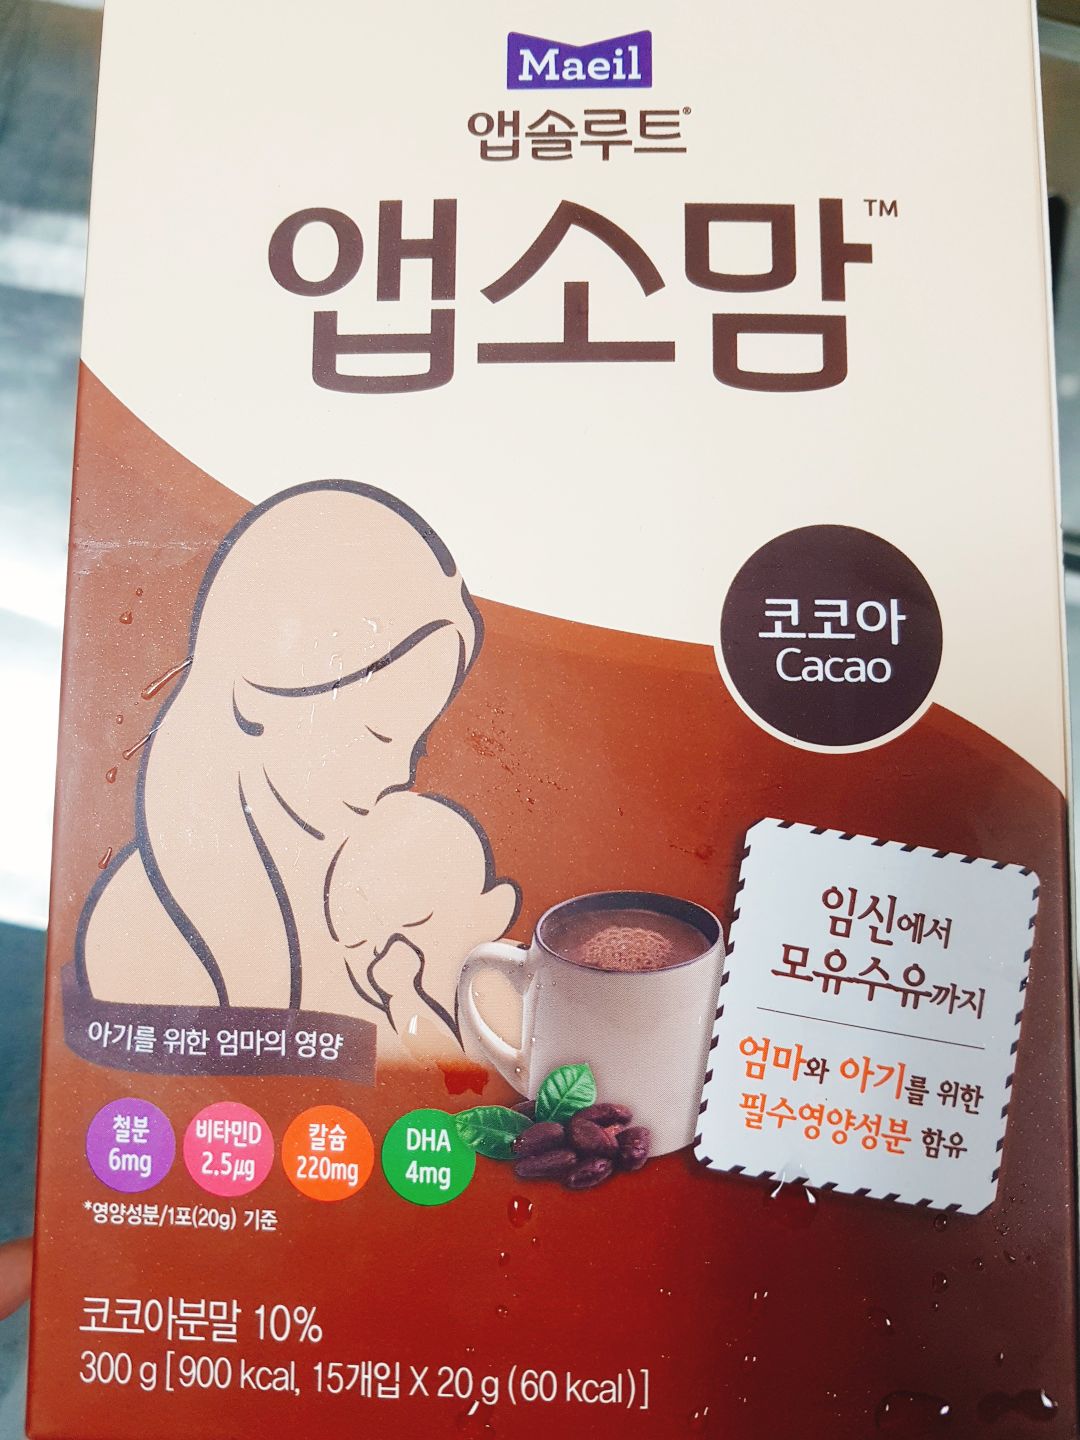 Maeil
앱솔루트®
앱소맘™
코코아
Cacao
임신에서
모유수유까지
엄마와 아기를 위한
필수영양성분 함유
아기를 위한 엄마의 영양
철분
6mg
비타민D
2.5µg
칼슘
220mg
DHA
4mg
*영양성분/1포(20g) 기준
코코아분말 10%
300 g [900 kcal, 15개입 X 20 g (60 kcal)]